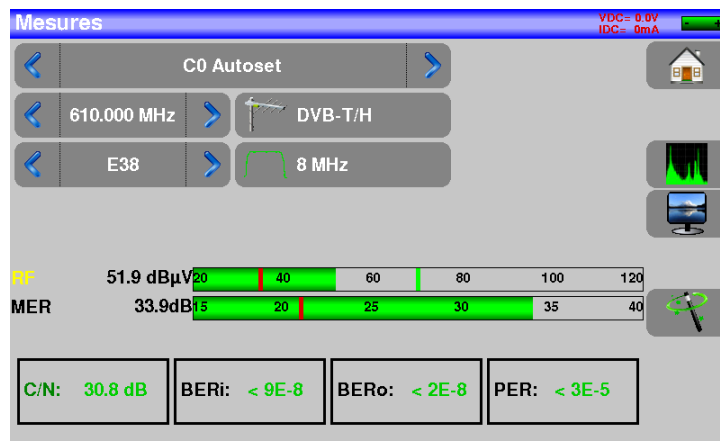 Mesures
VDC= 0.0V
IDC= 0mA
- +
C0 Autoset
610.000 MHz DVB-T/H
E38 8 MHz
RF 51.9 dBµV 20 40 60 80 100 120
MER 33.9dB 15 20 25 30 35 40
C/N: 30.8 dB BERi: < 9E-8 BERo: < 2E-8 PER: < 3E-5